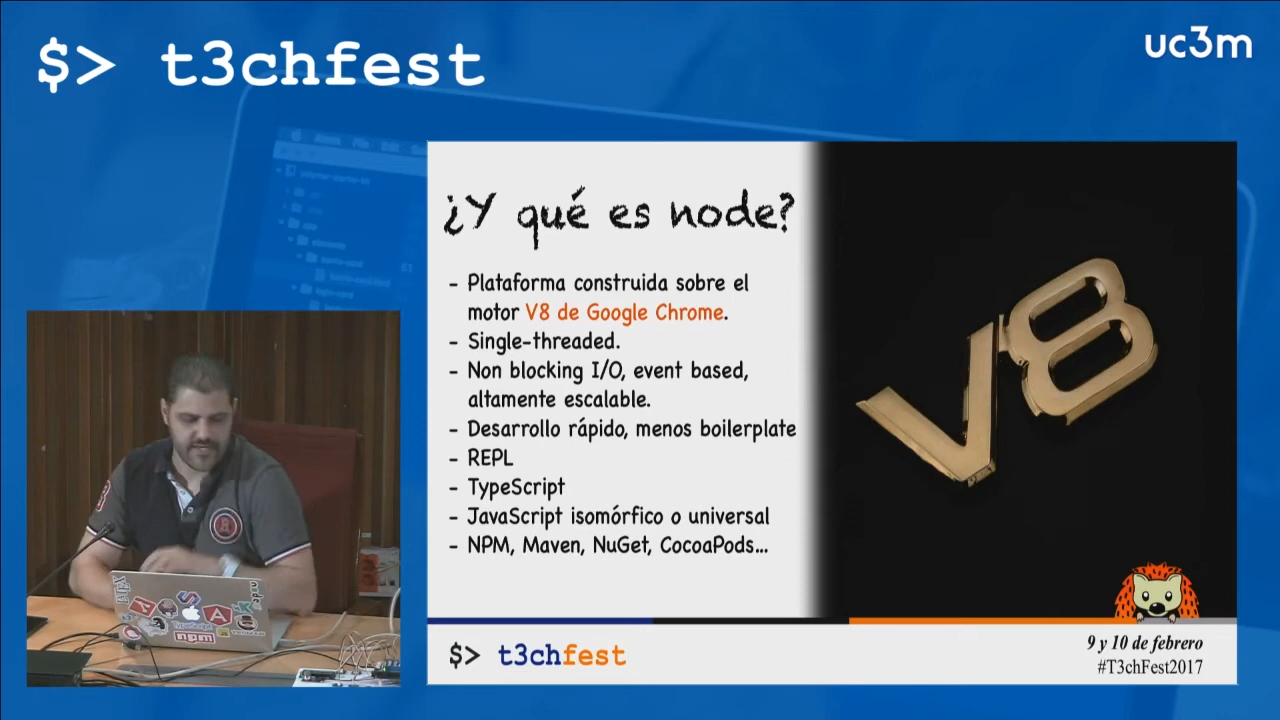 $> t3chfest
uc3m
¿Y qué es node?
- Plataforma construida sobre el
motor V8 de Google Chrome.
- Single-threaded.
- Non blocking I/O, event based,
altamente escalable.
- Desarrollo rápido, menos boilerplate
- REPL
- TypeScript
- JavaScript isomórfico o universal
- NPM, Maven, NuGet, CocoaPods...
V8
TypeScript
npm
$> t3chfest
9 y 10 de febrero
#T3chFest2017